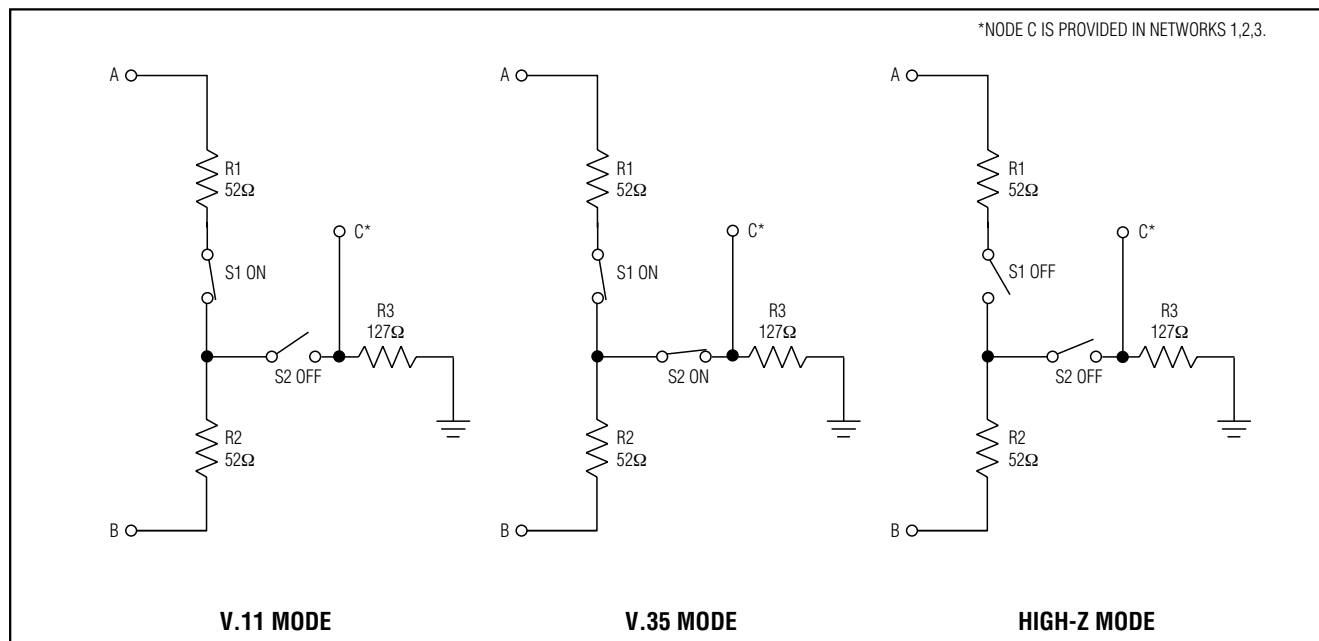 *NODE C IS PROVIDED IN NETWORKS 1,2,3.
A
R1
52Ω
C*
S1 ON
R3
127Ω
S2 OFF
R2
52Ω
B
V.11 MODE
A
R1
52Ω
C*
S1 ON
R3
127Ω
S2 ON
R2
52Ω
B
V.35 MODE
A
R1
52Ω
C*
S1 OFF
R3
127Ω
S2 OFF
R2
52Ω
B
HIGH-Z MODE